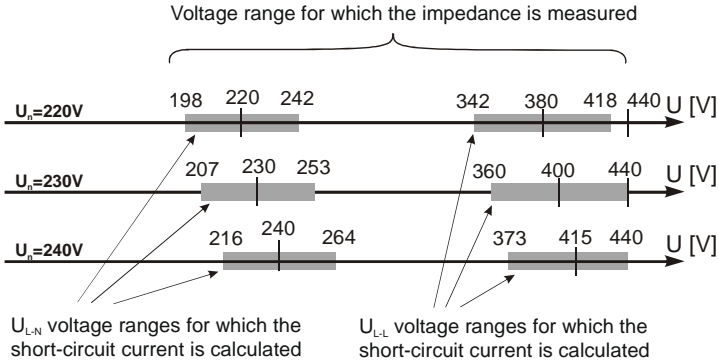 Voltage range for which the impedance is measured
198 220 242 342 380 418 440 U [V]
Un=220V
207 230 253 360 400 440 U [V]
Un=230V
216 240 264 373 415 440 U [V]
Un=240V
UL-N voltage ranges for which the
short-circuit current is calculated
UL-L voltage ranges for which the
short-circuit current is calculated